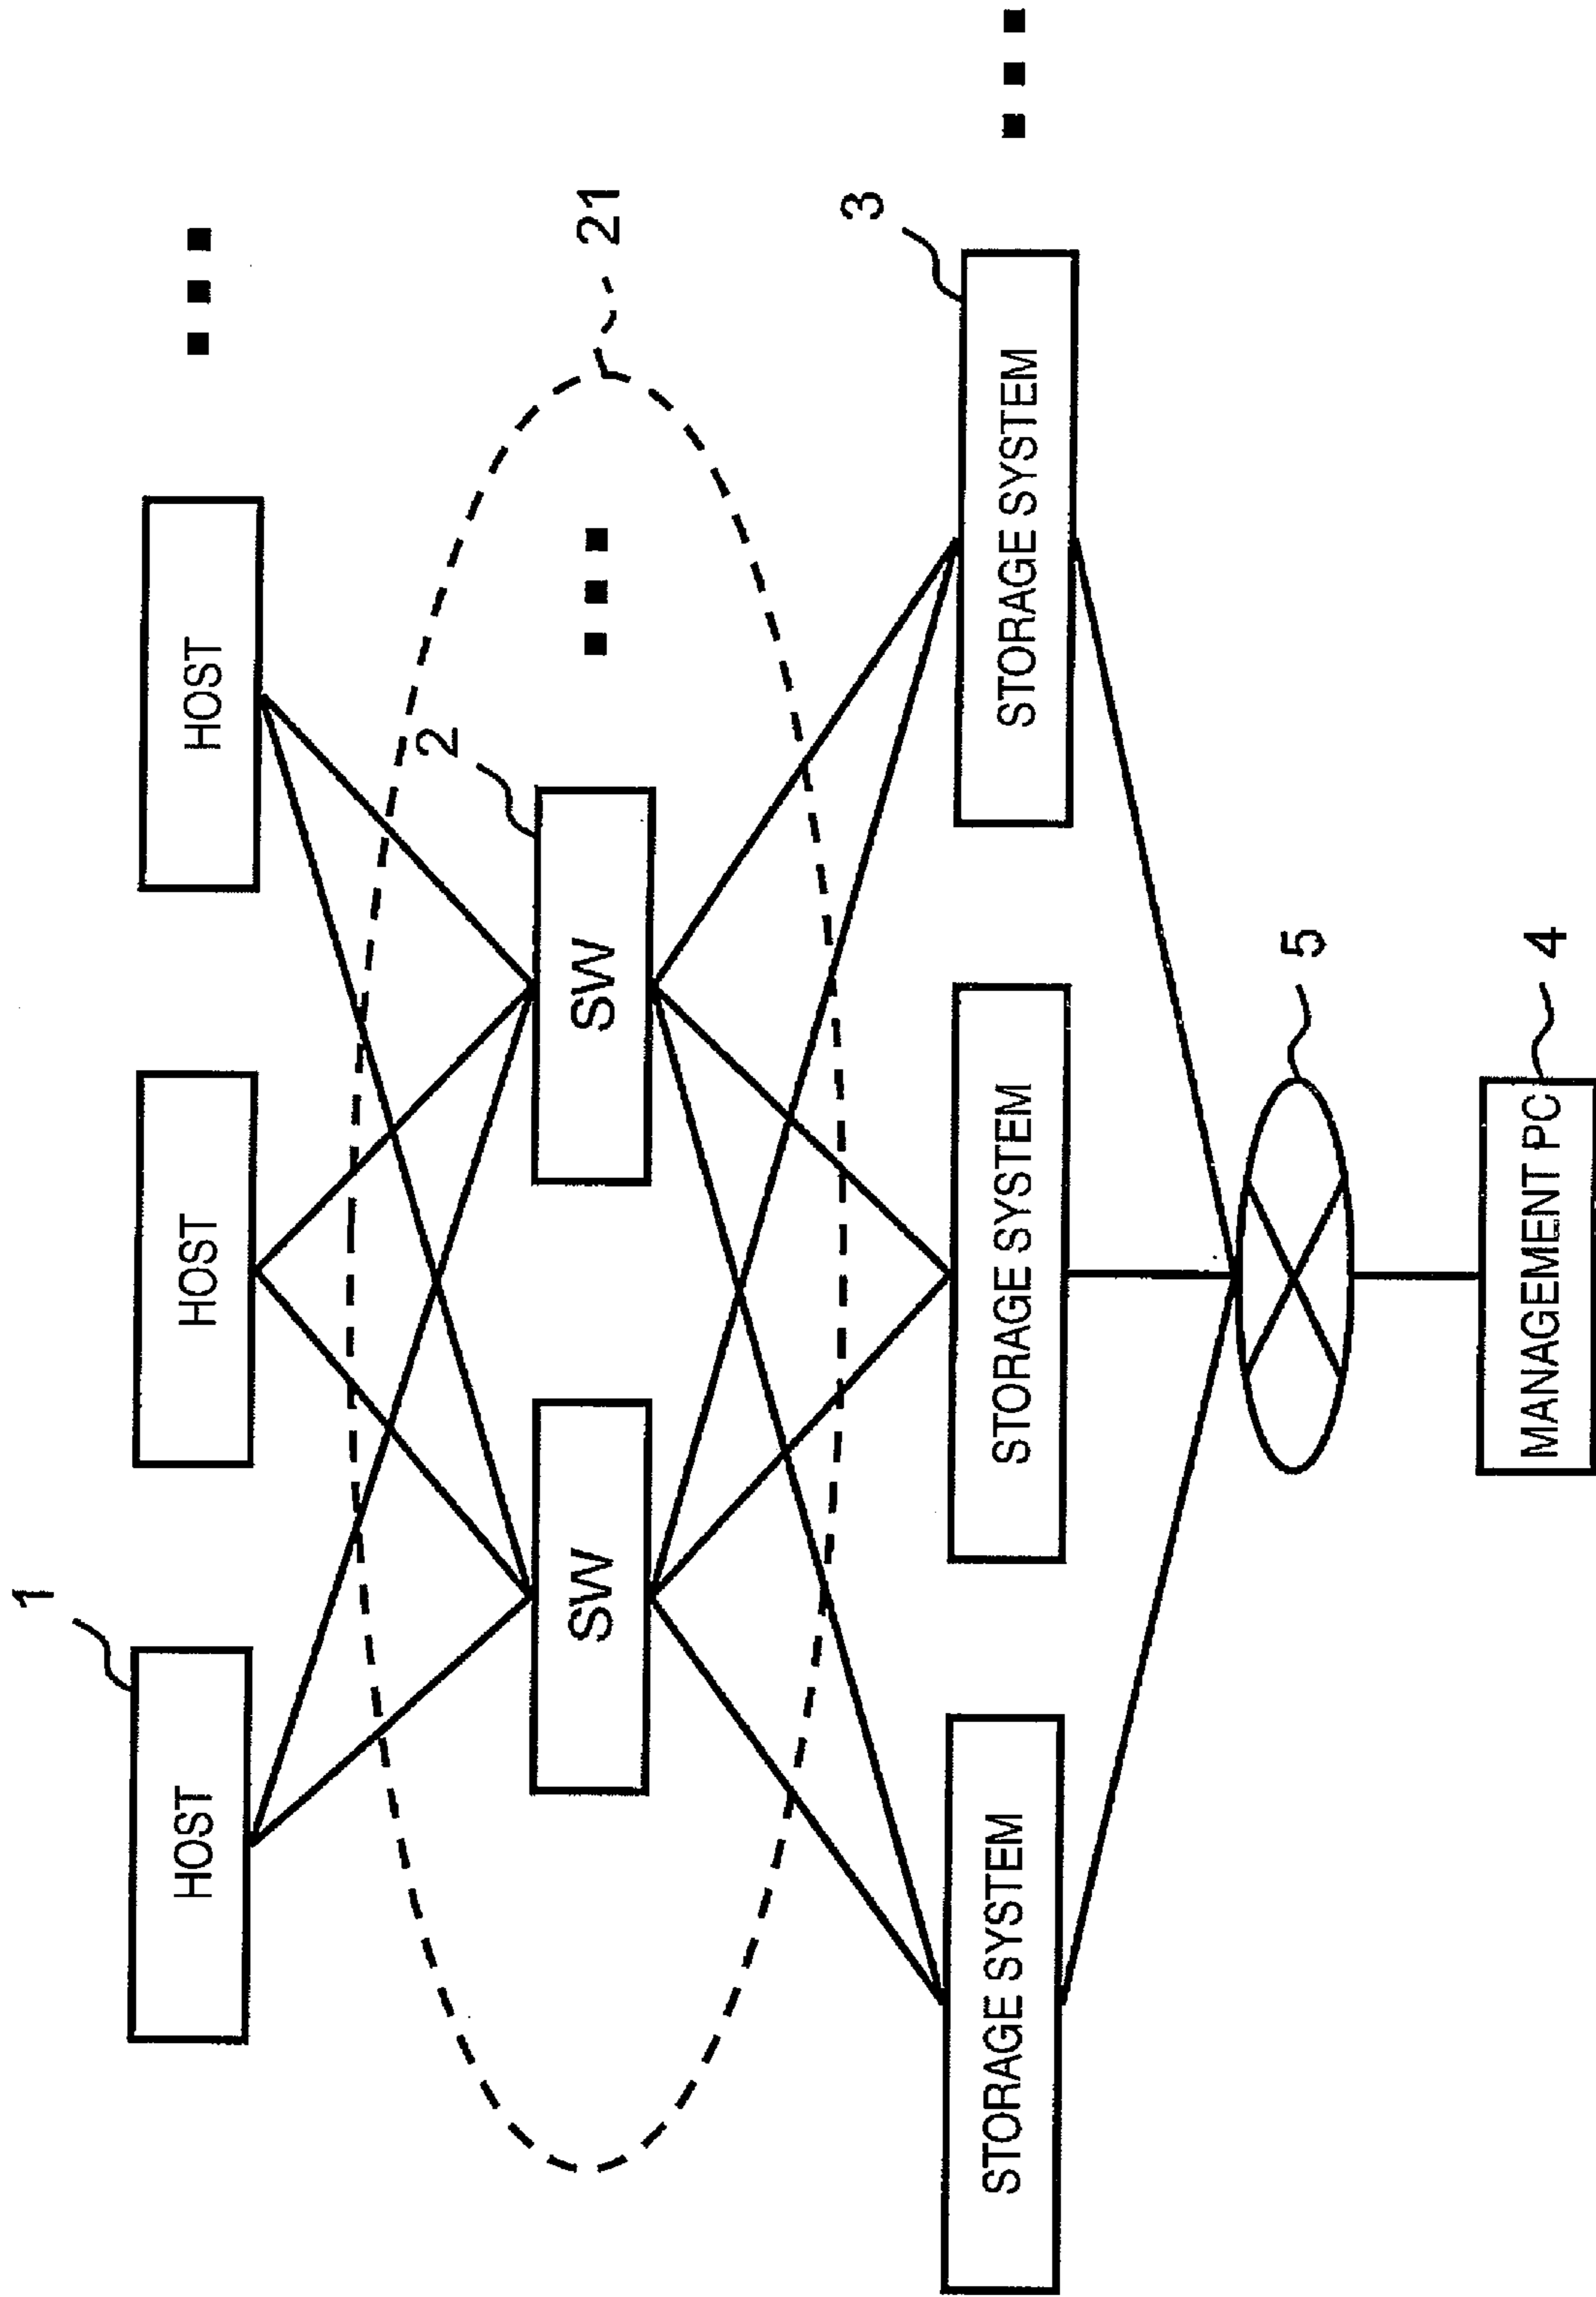 1
HOST
HOST
HOST
21
2
SW
SW
3
STORAGE SYSTEM
STORAGE SYSTEM
STORAGE SYSTEM
5
4
MANAGEMENT PC